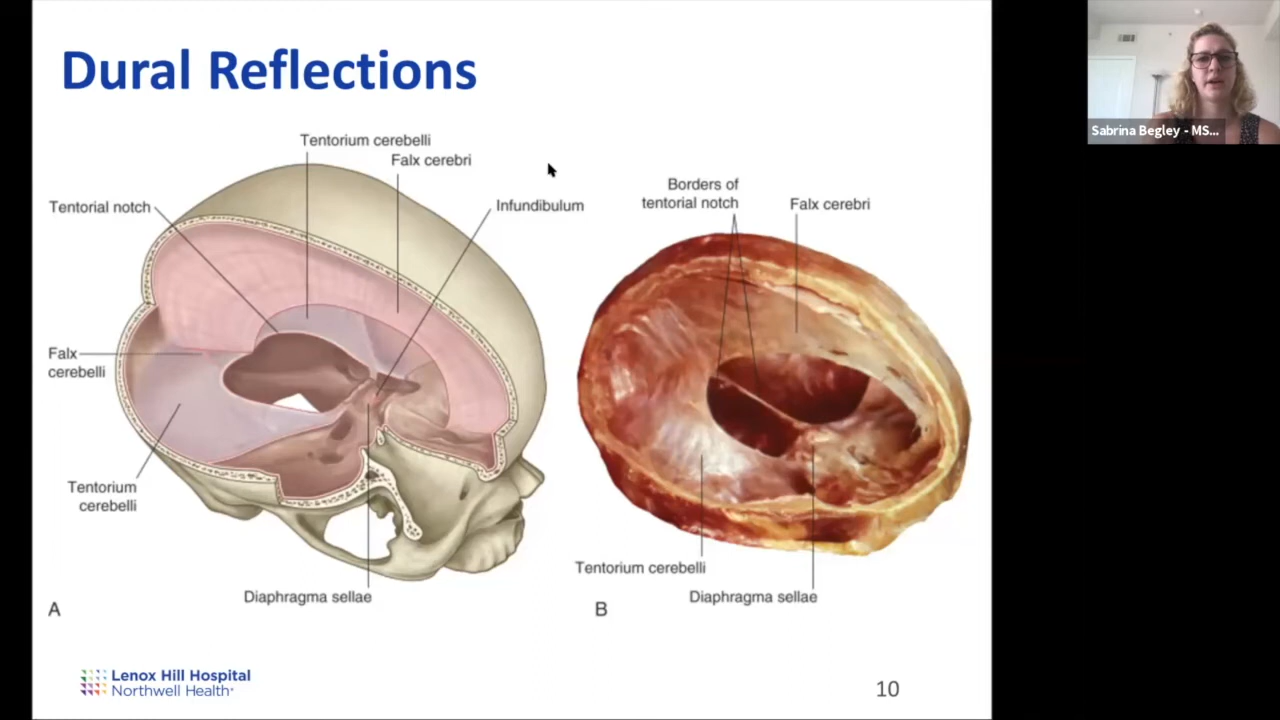 Dural Reflections
Tentorium cerebelli
Falx cerebri
Tentorial notch
Infundibulum
Falx
cerebelli
Tentorium
cerebelli
Diaphragma sellae
A
Borders of
tentorial notch
Falx cerebri
Tentorium cerebelli
Diaphragma sellae
B
Lenox Hill Hospital
Northwell Health
10
Sabrina Begley - MS...